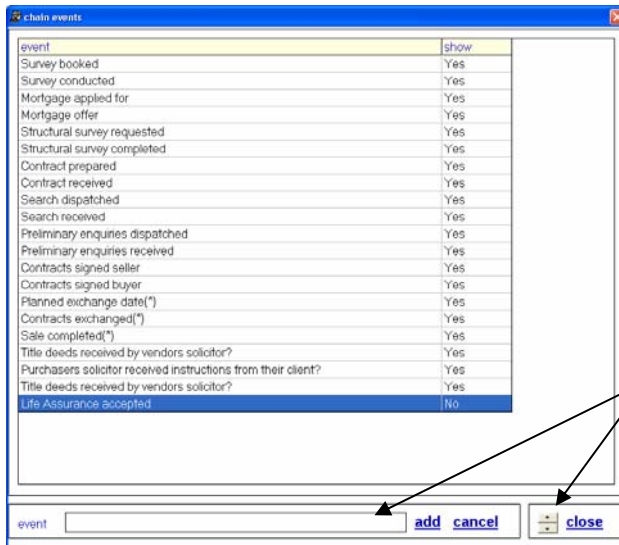 chain events
event show
Survey booked Yes
Survey conducted Yes
Mortgage applied for Yes
Mortgage offer Yes
Structural survey requested Yes
Structural survey completed Yes
Contract prepared Yes
Contract received Yes
Search dispatched Yes
Search received Yes
Preliminary enquiries dispatched Yes
Preliminary enquiries received Yes
Contracts signed seller Yes
Contracts signed buyer Yes
Planned exchange date(*) Yes
Contracts exchanged(*) Yes
Sale completed(*) Yes
Title deeds received by vendors solicitor? Yes
Purchasers solicitor received instructions from their client? Yes
Title deeds received by vendors solicitor? Yes
Life Assurance accepted No
event add cancel close